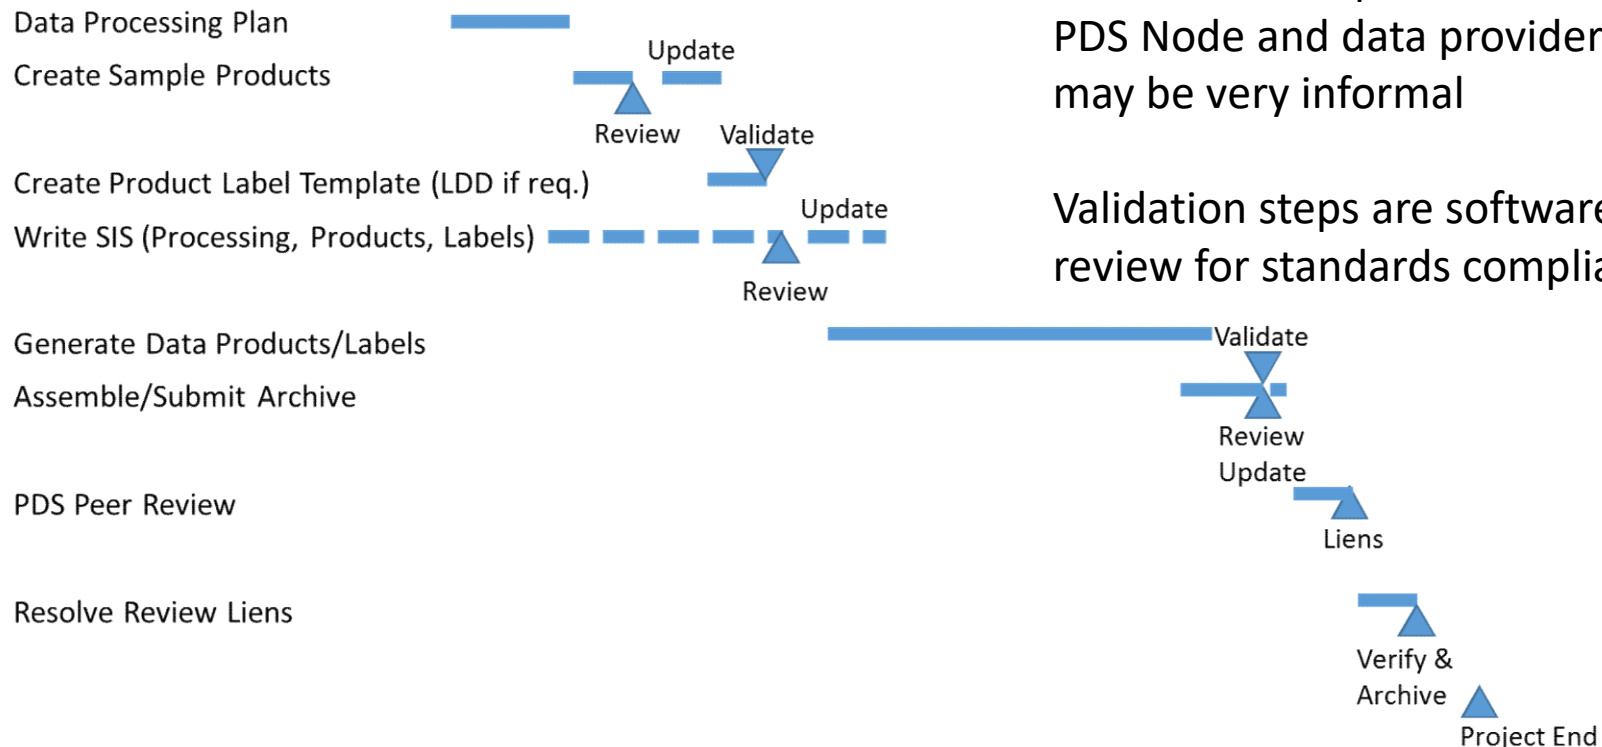 Data Processing Plan
Update
Create Sample Products
Review
Validate
Create Product Label Template (LDD if req.)
Update
Write SIS (Processing, Products, Labels)
Review
Generate Data Products/Labels
Validate
Assemble/Submit Archive
Review
Update
PDS Peer Review
Liens
Resolve Review Liens
Verify &
Archive
Project End
PDS Node and data provider
may be very informal
Validation steps are software
review for standards